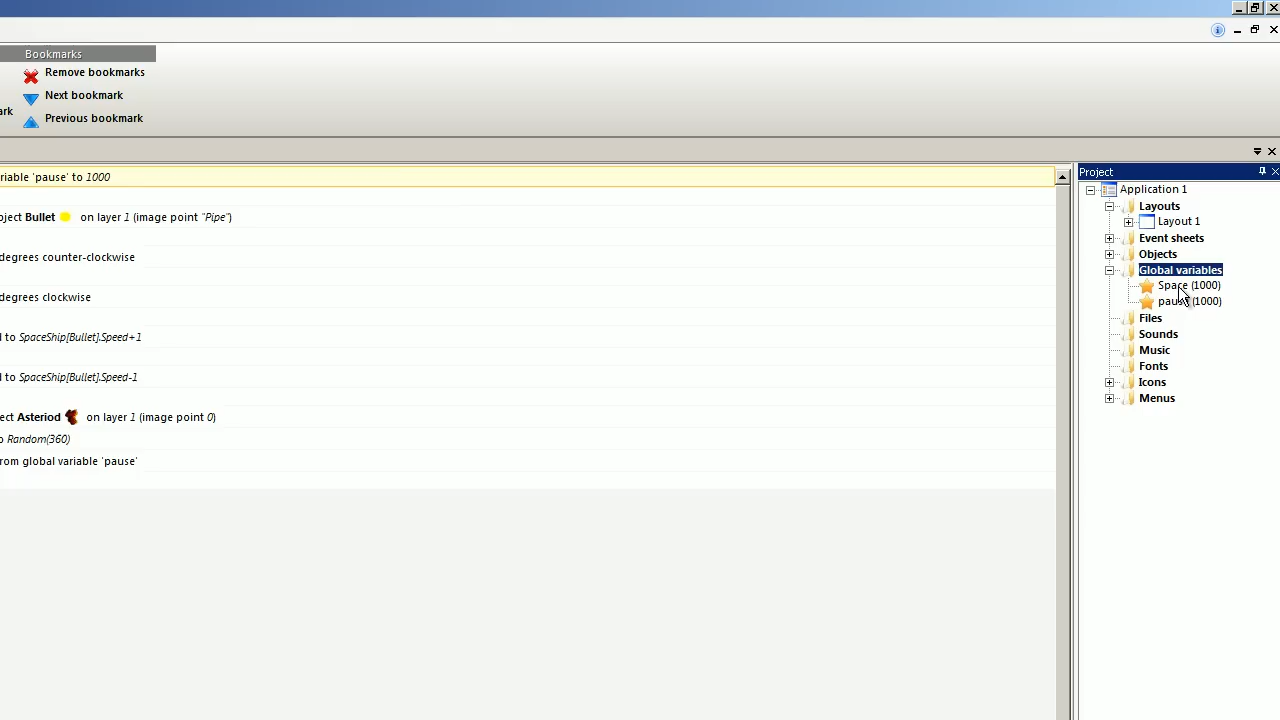 Bookmarks
Remove bookmarks
Next bookmark
ark
Previous bookmark
riable 'pause' to 1000
oject Bullet on layer 1 (image point "Pipe")
degrees counter-clockwise
degrees clockwise
d to SpaceShip[Bullet].Speed+1
d to SpaceShip[Bullet].Speed-1
ect Asteriod on layer 1 (image point 0)
o Random(360)
rom global variable 'pause'
Project
Application 1
Layouts
Layout 1
Event sheets
Objects
Global variables
Space (1000)
pause (1000)
Files
Sounds
Music
Fonts
Icons
Menus